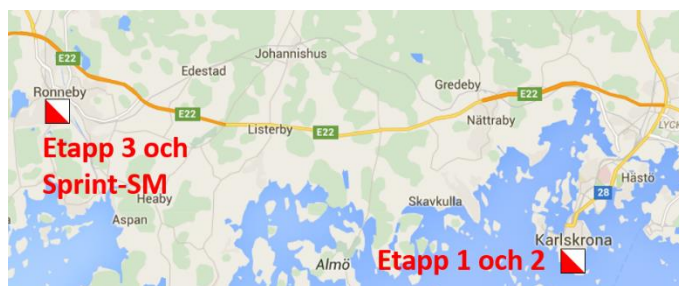 E22
Johannishus
Edestad
Ronneby
Gredeby
E22
E22
Listerby
E22
Nättraby
LYCK
Etapp 3 och
Sprint-SM
Heaby
Aspan
Skavkulla
28
Hästö
Almö
Karlskrona
Etapp 1 och 2